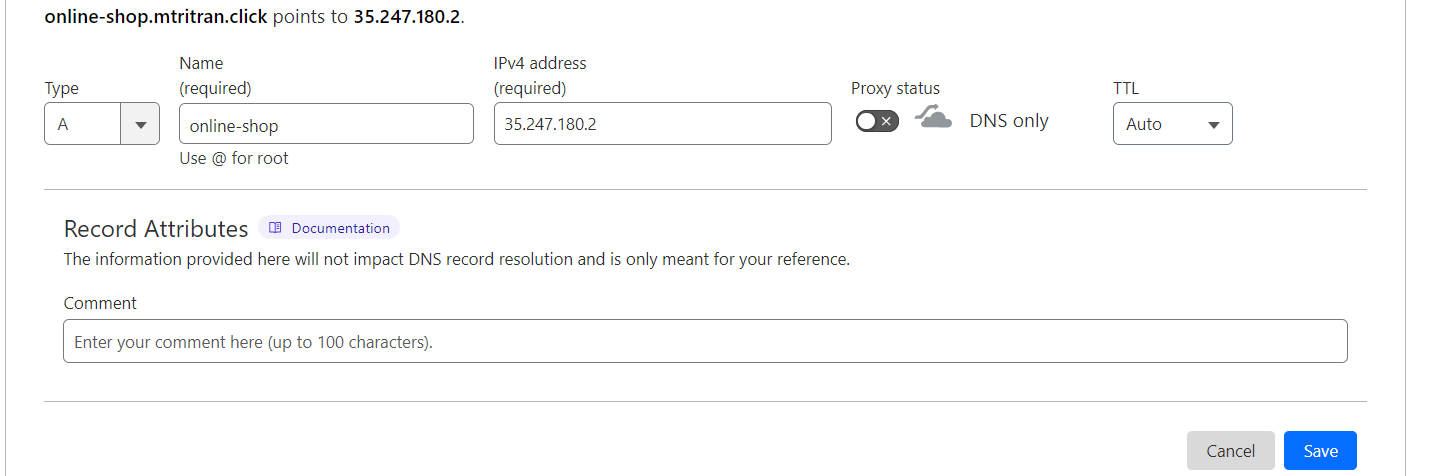 online-shop.mtritran.click points to 35.247.180.2.
Type
Name
(required)
IPv4 address
(required)
Proxy status
TTL
A
online-shop
35.247.180.2
DNS only
Auto
Use @ for root
Record Attributes
Documentation
The information provided here will not impact DNS record resolution and is only meant for your reference.
Comment
Enter your comment here (up to 100 characters).
Cancel
Save